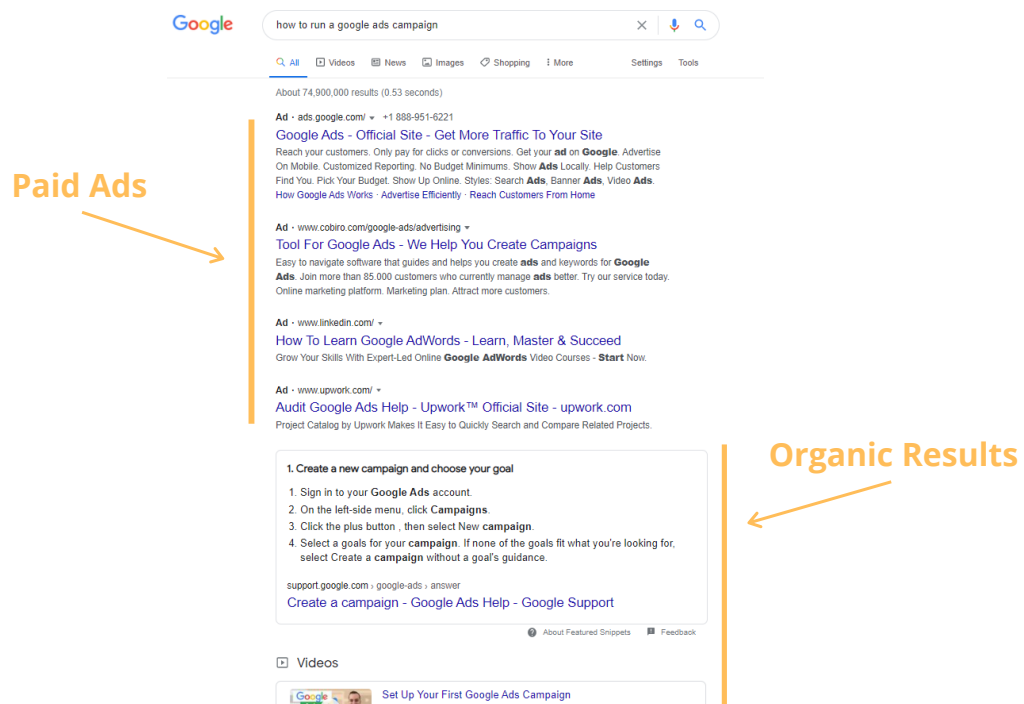 Google
how to run a google ads campaign
All Videos News Images Shopping More Settings Tools
About 74,900,000 results (0.53 seconds)
Ad · ads.google.com/ +1 888-951-6221
Google Ads - Official Site - Get More Traffic To Your Site
Reach your customers. Only pay for clicks or conversions. Get your ad on Google. Advertise
On Mobile. Customized Reporting. No Budget Minimums. Show Ads Locally. Help Customers
Find You. Pick Your Budget. Show Up Online. Styles: Search Ads, Banner Ads, Video Ads.
How Google Ads Works · Advertise Efficiently · Reach Customers From Home
Paid Ads
Ad · www.cobiro.com/google-ads/advertising
Tool For Google Ads - We Help You Create Campaigns
Easy to navigate software that guides and helps you create ads and keywords for Google
Ads. Join more than 85.000 customers who currently manage ads better. Try our service today.
Online marketing platform. Marketing plan. Attract more customers.
Ad · www.linkedin.com/
How To Learn Google AdWords - Learn, Master & Succeed
Grow Your Skills With Expert-Led Online Google AdWords Video Courses - Start Now.
Ad · www.upwork.com/
Audit Google Ads Help - Upwork™ Official Site - upwork.com
Project Catalog by Upwork Makes It Easy to Quickly Search and Compare Related Projects.
Organic Results
1. Create a new campaign and choose your goal
1. Sign in to your Google Ads account.
2. On the left-side menu, click Campaigns.
3. Click the plus button , then select New campaign.
4. Select a goals for your campaign. If none of the goals fit what you're looking for,
select Create a campaign without a goal's guidance.
support.google.com › google-ads › answer
Create a campaign - Google Ads Help - Google Support
About Featured Snippets Feedback
Videos
Google
Set Up Your First Google Ads Campaign